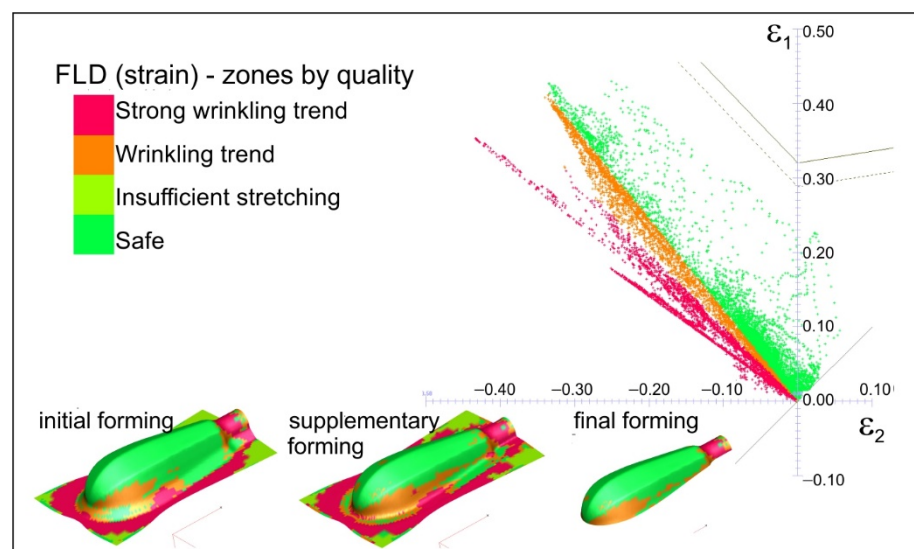 FLD (strain) - zones by quality
Strong wrinkling trend
Wrinkling trend
Insufficient stretching
Safe
ε1
0.50
0.40
0.30
0.20
0.10
0.00
−0.10
−0.40
−0.30
−0.20
−0.10
0.10
ε2
initial forming
supplementary
forming
final forming